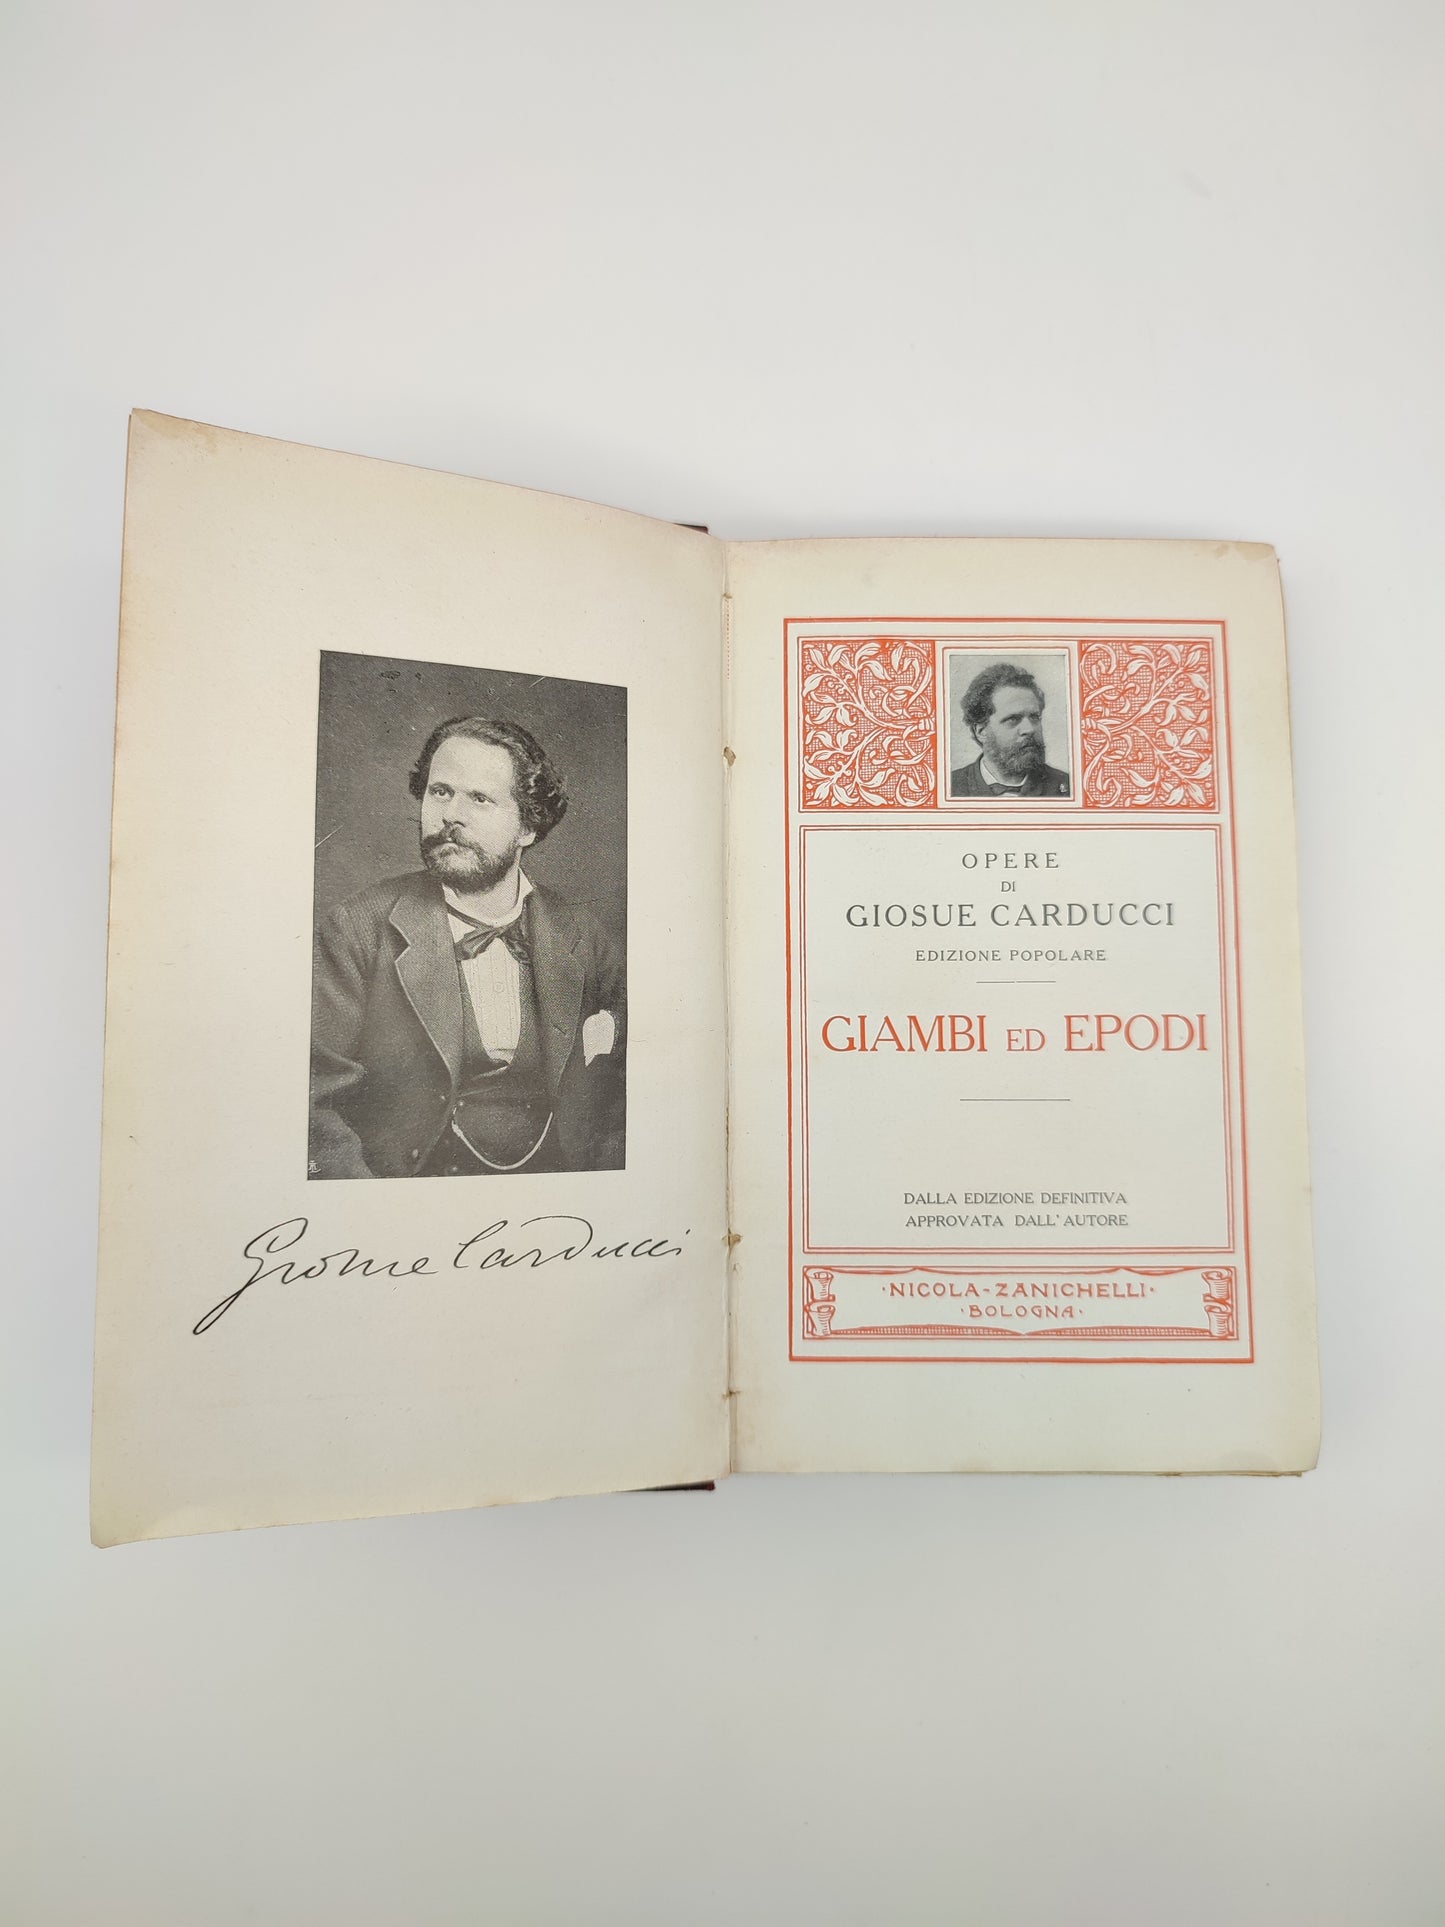 Giosue Carducci
OPERE
DI
GIOSUE CARDUCCI
EDIZIONE POPOLARE
GIAMBI ED EPODI
DALLA EDIZIONE DEFINITIVA
APPROVATA DALL'AUTORE
·NICOLA-ZANICHELLI·
·BOLOGNA·